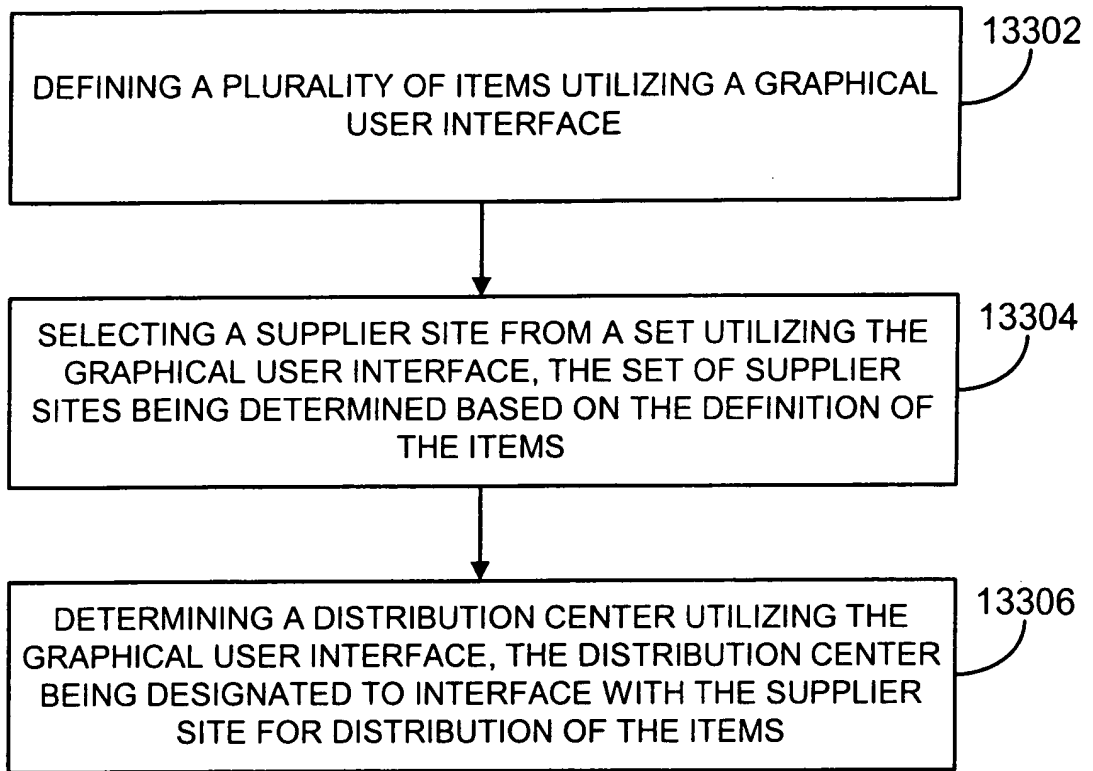 13302
DEFINING A PLURALITY OF ITEMS UTILIZING A GRAPHICAL
USER INTERFACE
13304
SELECTING A SUPPLIER SITE FROM A SET UTILIZING THE
GRAPHICAL USER INTERFACE, THE SET OF SUPPLIER
SITES BEING DETERMINED BASED ON THE DEFINITION OF
THE ITEMS
13306
DETERMINING A DISTRIBUTION CENTER UTILIZING THE
GRAPHICAL USER INTERFACE, THE DISTRIBUTION CENTER
BEING DESIGNATED TO INTERFACE WITH THE SUPPLIER
SITE FOR DISTRIBUTION OF THE ITEMS